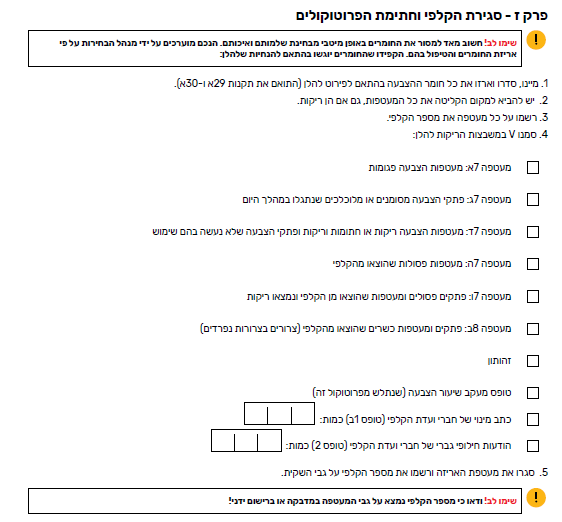 פרק ז - סגירת הקלפי וחתימת הפרוטוקולים
שימו לב! חשוב מאד למסור את החומרים באופן מיטבי מבחינת שלמותם ואיכותם. הנכם מוערכים על ידי מנהל הבחירות על פי
אריזת החומרים והטיפול בהם. הקפידו שהחומרים יוגשו בהתאם להנחיות שלהלן:
1. מיינו, סדרו וארזו את כל חומר ההצבעה בהתאם לפירוט להלן (התואם את תקנות 29א ו-30א).
2. יש להביא למקום הקליטה את כל המעטפות, גם אם הן ריקות.
3. רשמו על כל מעטפה את מספר הקלפי.
4. סמנו V במשבצות הריקות להלן:
מעטפה 7א: מעטפות הצבעה פגומות
מעטפה 7ג: פתקי הצבעה מסומנים או מלוכלכים שנתגלו במהלך היום
מעטפה 7ד: מעטפות הצבעה ריקות או חתומות וריקות ופתקי הצבעה שלא נעשה בהם שימוש
מעטפה 7ה: מעטפות פסולות שהוצאו מהקלפי
מעטפה 7ו: פתקים פסולים ומעטפות שהוצאו מן הקלפי ונמצאו ריקות
מעטפה 8ב: פתקים ומעטפות כשרים שהוצאו מהקלפי (צרורים בצרורות נפרדים)
זהותון
טופס מעקב שיעור הצבעה (שנתלש מפרוטוקול זה)
כתב מינוי של חברי ועדת הקלפי (טופס 1ב) כמות:
הודעות חילופי גברי של חברי ועדת הקלפי (טופס 2) כמות:
5. סגרו את מעטפת האריזה ורשמו את מספר הקלפי על גבי השקית.
שימו לב! ודאו כי מספר הקלפי נמצא על גבי המעטפה במדבקה או ברישום ידני!